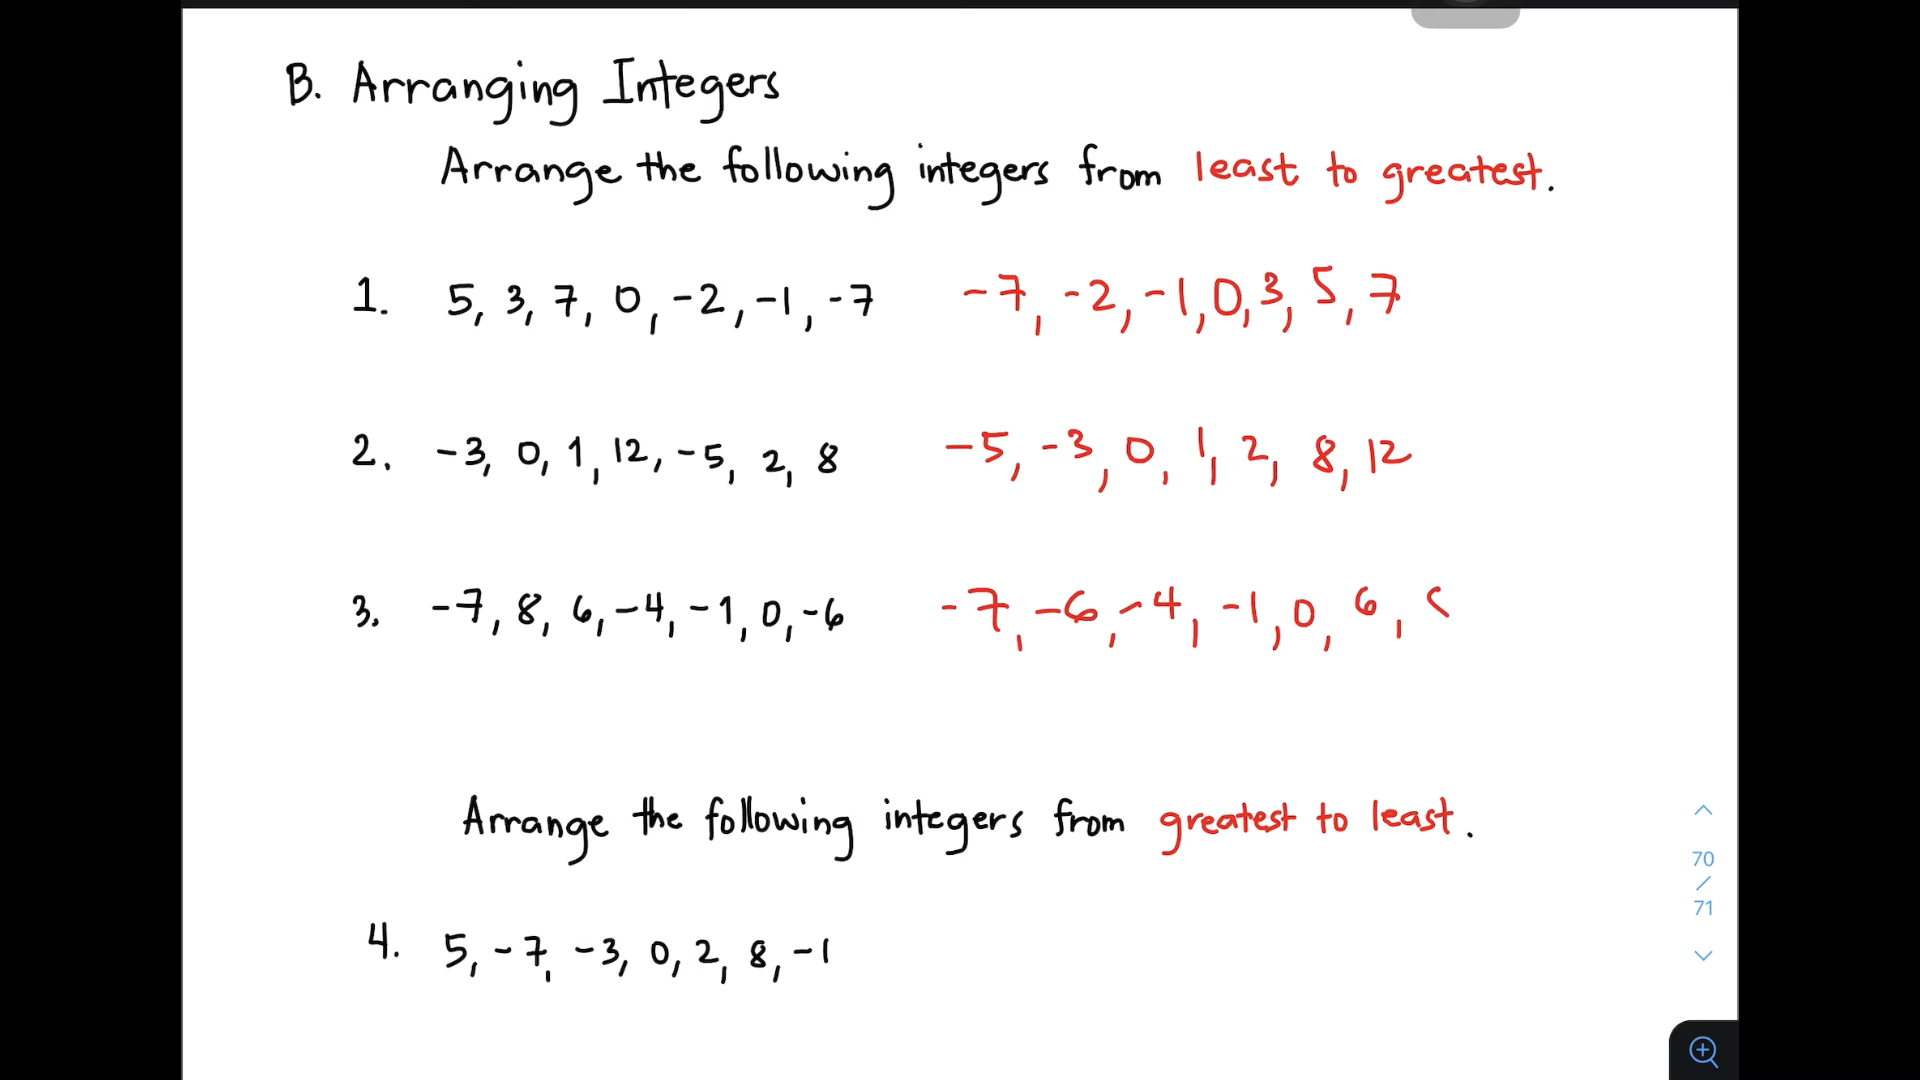 B. Arranging Integers
Arrange the following integers from least to greatest.
1. 5, 3, 7, 0, -2, -1, -7 -7, -2, -1, 0, 3, 5, 7
2. -3, 0, 1, 12, -5, 2, 8 -5, -3, 0, 1, 2, 8, 12
3. -7, 8, 6, -4, -1, 0, -6 -7, -6, -4, -1, 0, 6,
Arrange the following integers from greatest to least.
70
/
71
4. 5, -7, -3, 0, 2, 8, -1